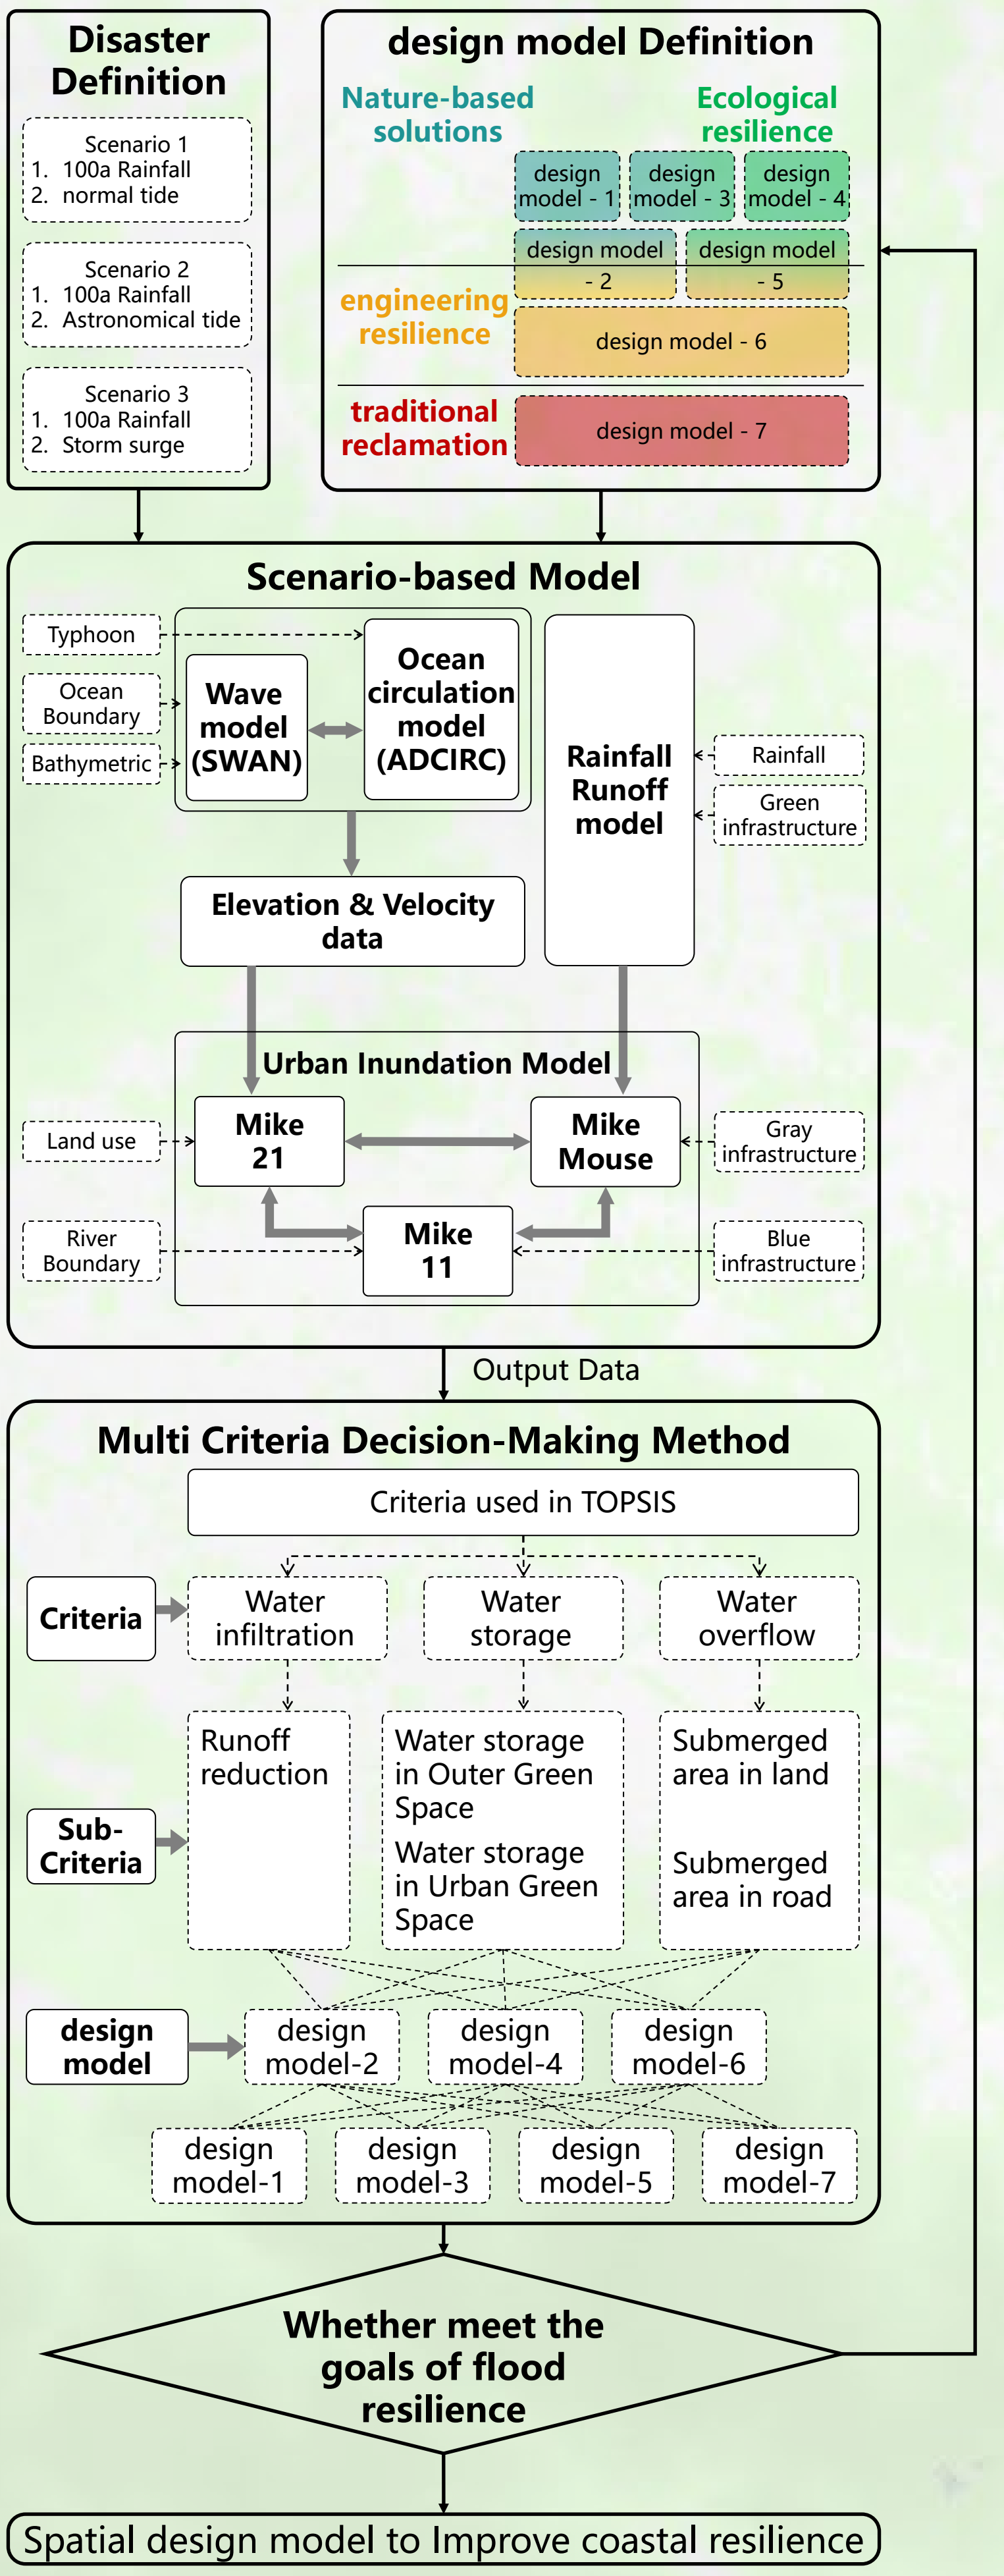 Disaster
Definition
Scenario 1
1. 100a Rainfall
2. normal tide
Scenario 2
1. 100a Rainfall
2. Astronomical tide
Scenario 3
1. 100a Rainfall
2. Storm surge
design model Definition
Nature-based
solutions
Ecological
resilience
design
model - 1
design
model - 3
design
model - 4
design model
- 2
design model
- 5
engineering
resilience
design model - 6
traditional
reclamation
design model - 7
Scenario-based Model
Typhoon
Ocean
Boundary
Bathymetric
Wave
model
(SWAN)
Ocean
circulation
model
(ADCIRC)
Rainfall
Runoff
model
Rainfall
Green
infrastructure
Elevation & Velocity
data
Urban Inundation Model
Land use
Mike
21
Mike
Mouse
Gray
infrastructure
River
Boundary
Mike
11
Blue
infrastructure
Output Data
Multi Criteria Decision-Making Method
Criteria used in TOPSIS
Criteria
Water
infiltration
Water
storage
Water
overflow
Sub-
Criteria
Runoff
reduction
Water storage
in Outer Green
Space
Water storage
in Urban Green
Space
Submerged
area in land
Submerged
area in road
design
model
design
model-2
design
model-4
design
model-6
design
model-1
design
model-3
design
model-5
design
model-7
Whether meet the
goals of flood
resilience
Spatial design model to Improve coastal resilience